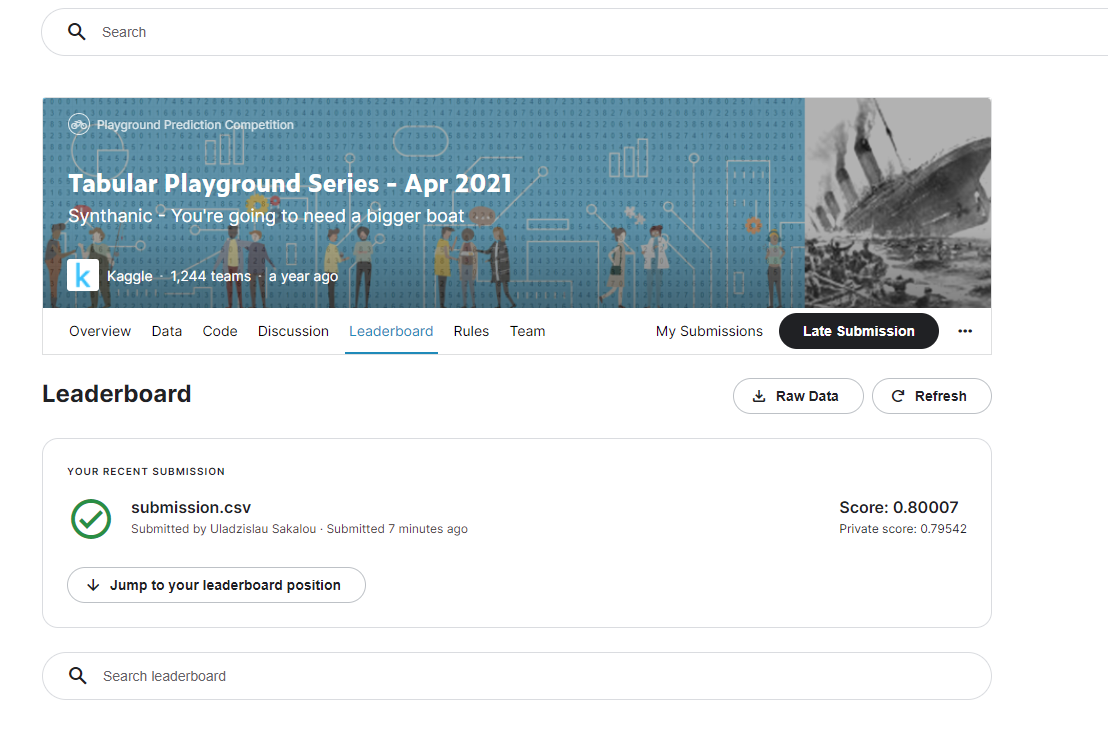 Search
Playground Prediction Competition
Tabular Playground Series - Apr 2021
Synthanic - You're going to need a bigger boat
k
Kaggle · 1,244 teams · a year ago
Overview Data Code Discussion Leaderboard Rules Team My Submissions Late Submission
Leaderboard
Raw Data Refresh
YOUR RECENT SUBMISSION
submission.csv Score: 0.80007
Submitted by Uladzislau Sakalou · Submitted 7 minutes ago Private score: 0.79542
Jump to your leaderboard position
Search leaderboard